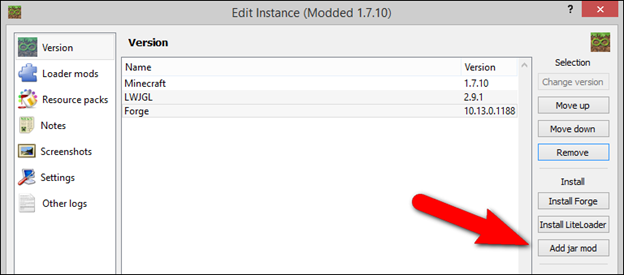 Edit Instance (Modded 1.7.10)
? X
Version
Loader mods
Resource packs
Notes
Screenshots
Settings
Other logs
Version
Name Version
Minecraft 1.7.10
LWJGL 2.9.1
Forge 10.13.0.1188
Selection
Change version
Move up
Move down
Remove
Install
Install Forge
Install LiteLoader
Add jar mod